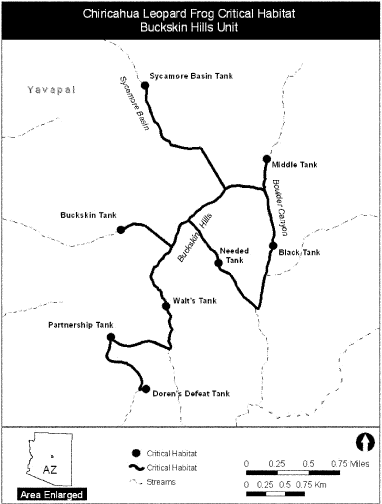 Chiricahua Leopard Frog Critical Habitat
Buckskin Hills Unit
Sycamore Basin Tank
Yavapai
Sycamore Basin
Middle Tank
Boulder Canyon
Buckskin Tank
Buckskin Hills
Needed
Tank
Black Tank
Walt's Tank
Partnership Tank
Doren's Defeat Tank
AZ
Area Enlarged
Critical Habitat
Critical Habitat
Streams
0 0.25 0.5 0.75 Miles
0 0.25 0.5 0.75 Km